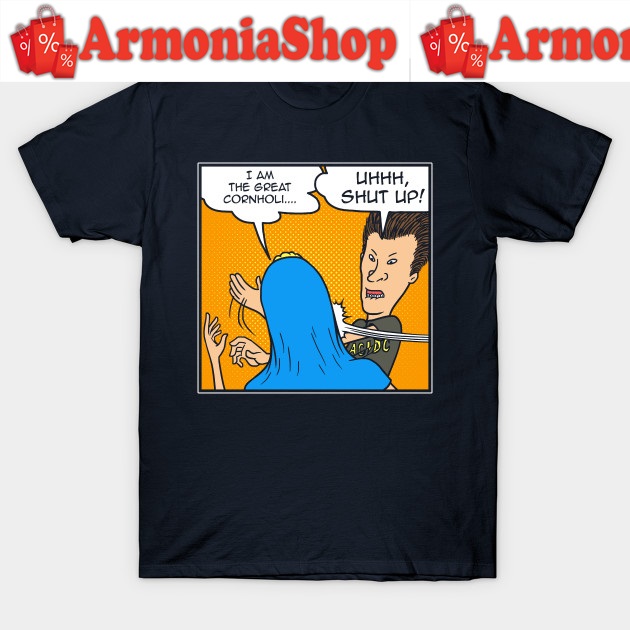 % % % ArmoniaShop
% % % Armon
I AM
THE GREAT
CORNHOLI....
UHHH,
SHUT UP!
AC/DC